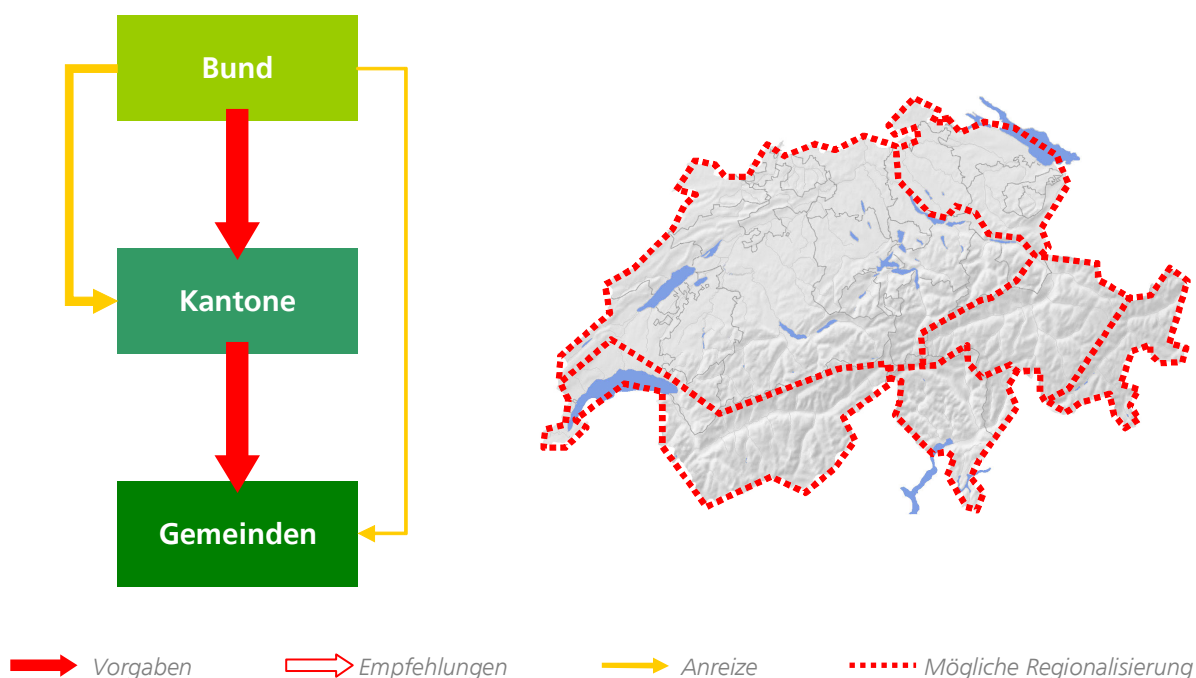 Bund
Kantone
Gemeinden
Vorgaben Empfehlungen Anreize Mögliche Regionalisierung